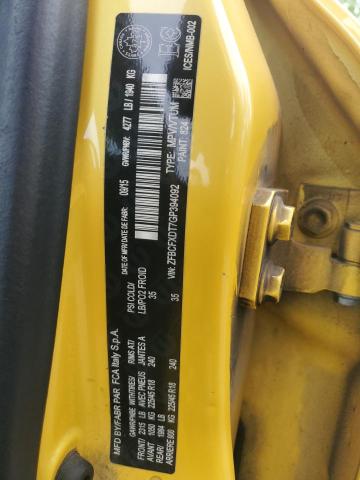 MFD BY/FABR PAR FCA Italy S.p.A. DATE OF MFR/DATE DE FABR: 09/15 GVWR/PNBV: 4277 LB / 1940 KG
GAWR/PNBE WITH TIRES/ RIMS AT/ PSI COLD/
AVEC PNEUS JANTES A LB/PO2 FROID
FRONT/ 2315 LB
AVANT 1050 KG 225/45 R18 240 35
REAR/ 1984 LB
ARRIERE 900 KG 225/45 R18 240 35
VIN: ZFBCFXDT7GP394092 TYPE: MPV/VTUM
PAINT: 824
ICES/NMB-002